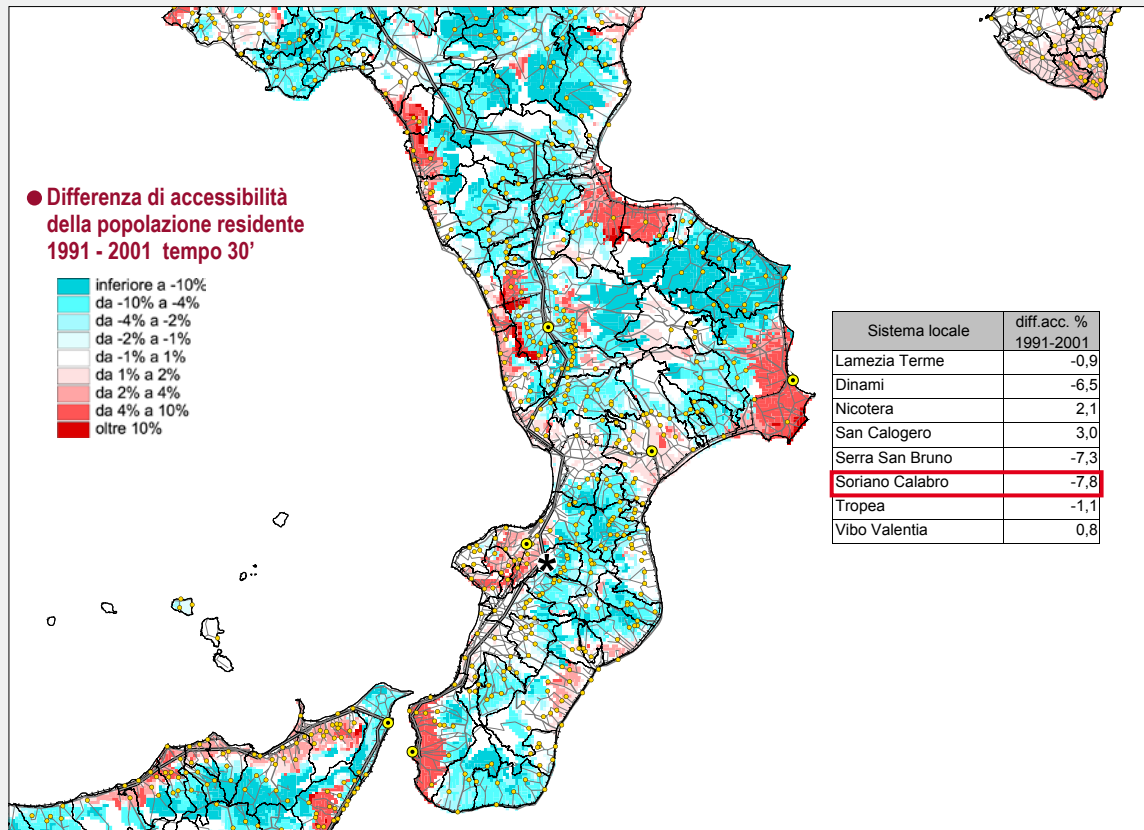 Differenza di accessibilità
della popolazione residente
1991 - 2001 tempo 30'
inferiore a -10%
da -10% a -4%
da -4% a -2%
da -2% a -1%
da -1% a 1%
da 1% a 2%
da 2% a 4%
da 4% a 10%
oltre 10%
Sistema locale diff.acc. % 1991-2001
Lamezia Terme -0,9
Dinami -6,5
Nicotera 2,1
San Calogero 3,0
Serra San Bruno -7,3
Soriano Calabro -7,8
Tropea -1,1
Vibo Valentia 0,8
*